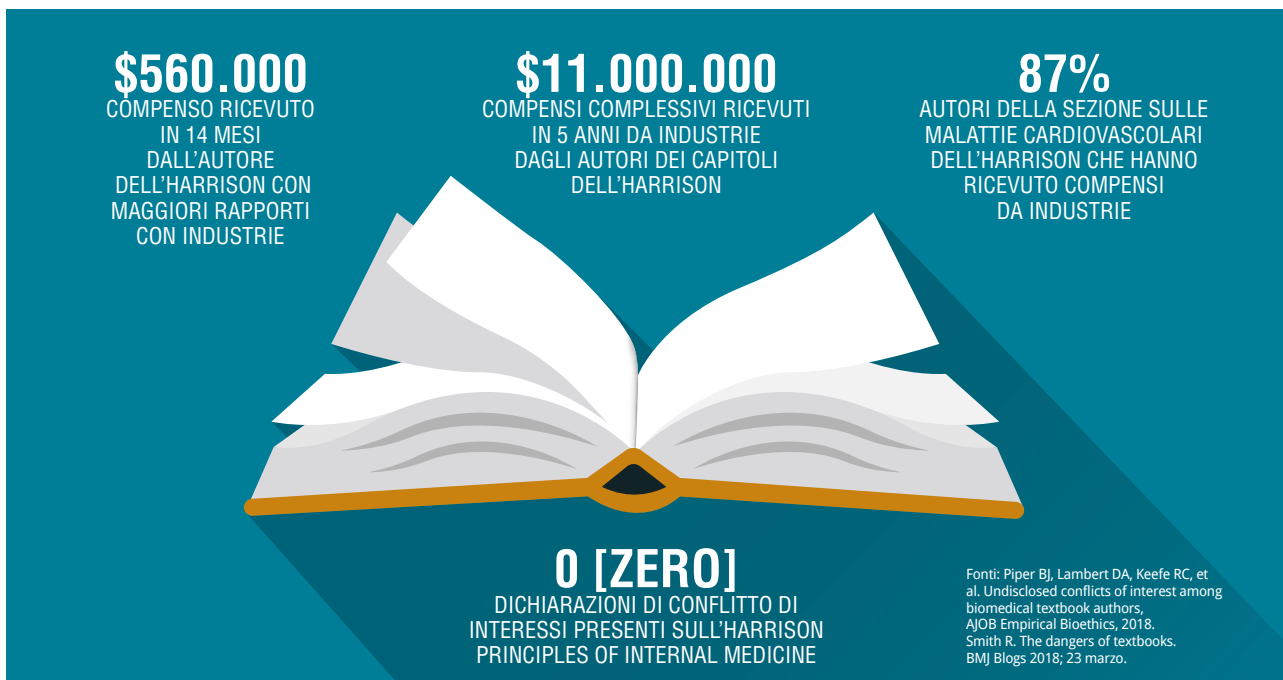 $560.000
COMPENSO RICEVUTO
IN 14 MESI
DALL'AUTORE
DELL'HARRISON CON
MAGGIORI RAPPORTI
CON INDUSTRIE
$11.000.000
COMPENSI COMPLESSIVI RICEVUTI
IN 5 ANNI DA INDUSTRIE
DAGLI AUTORI DEI CAPITOLI
DELL'HARRISON
87%
AUTORI DELLA SEZIONE SULLE
MALATTIE CARDIOVASCOLARI
DELL'HARRISON CHE HANNO
RICEVUTO COMPENSI
DA INDUSTRIE
0 [ZERO]
DICHIARAZIONI DI CONFLITTO DI
INTERESSI PRESENTI SULL'HARRISON
PRINCIPLES OF INTERNAL MEDICINE
Fonti: Piper BJ, Lambert DA, Keefe RC, et
al. Undisclosed conflicts of interest among
biomedical textbook authors,
AJOB Empirical Bioethics, 2018.
Smith R. The dangers of textbooks.
BMJ Blogs 2018; 23 marzo.